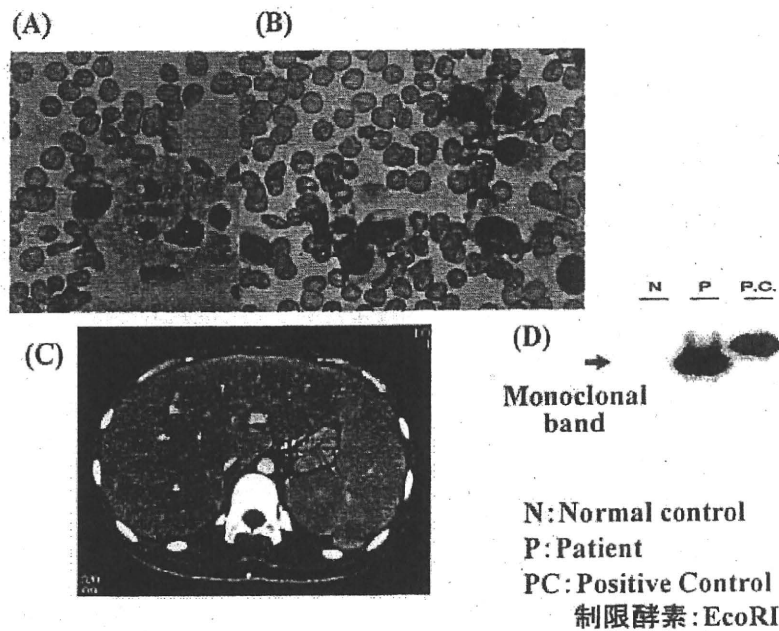 (A)
(B)
(C)
(D)
N P P.C.
Monoclonal
band
N:Normal control
P:Patient
PC:Positive Control
制限酵素:EcoRI